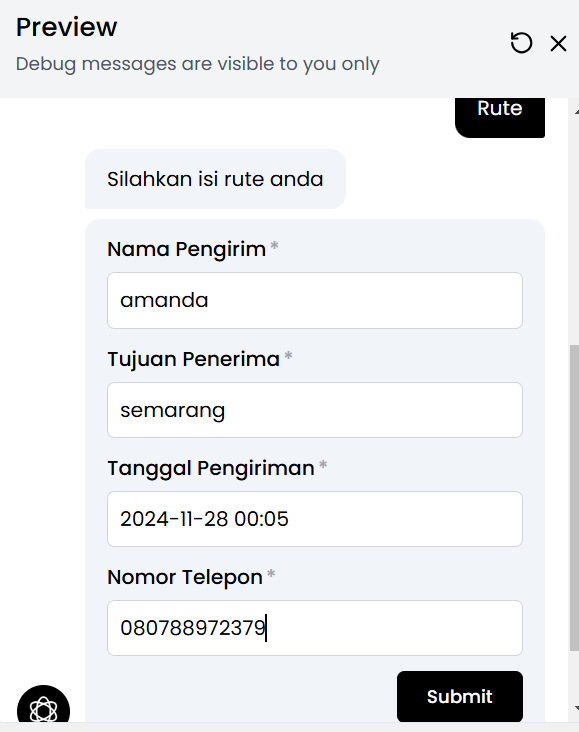 Preview
Debug messages are visible to you only
Rute
Silahkan isi rute anda
Nama Pengirim *
amanda
Tujuan Penerima *
semarang
Tanggal Pengiriman *
2024-11-28 00:05
Nomor Telepon *
080788972379
Submit